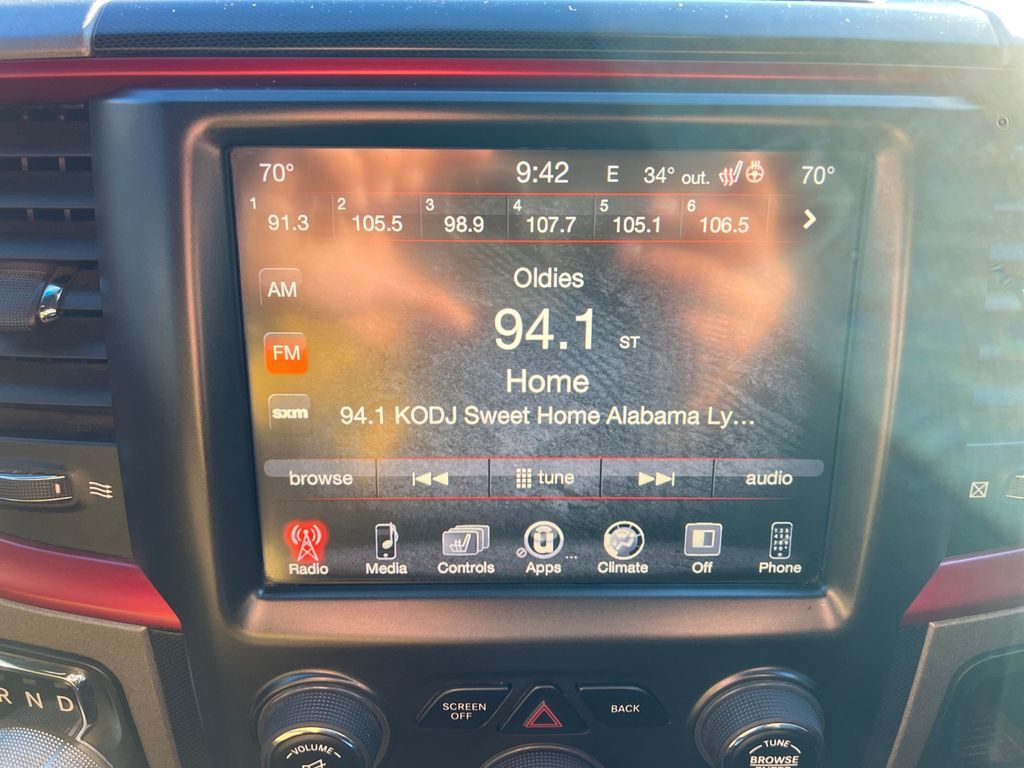 70° 9:42 E 34° out. 70°
1 91.3 2 105.5 3 98.9 4 107.7 5 105.1 6 106.5
Oldies
AM
94.1 ST
FM
Home
sxm
94.1 KODJ Sweet Home Alabama Ly...
browse tune audio
Radio Media Controls Apps Climate Off Phone
R N D
SCREEN
OFF
BACK
VOLUME
TUNE
BROWSE